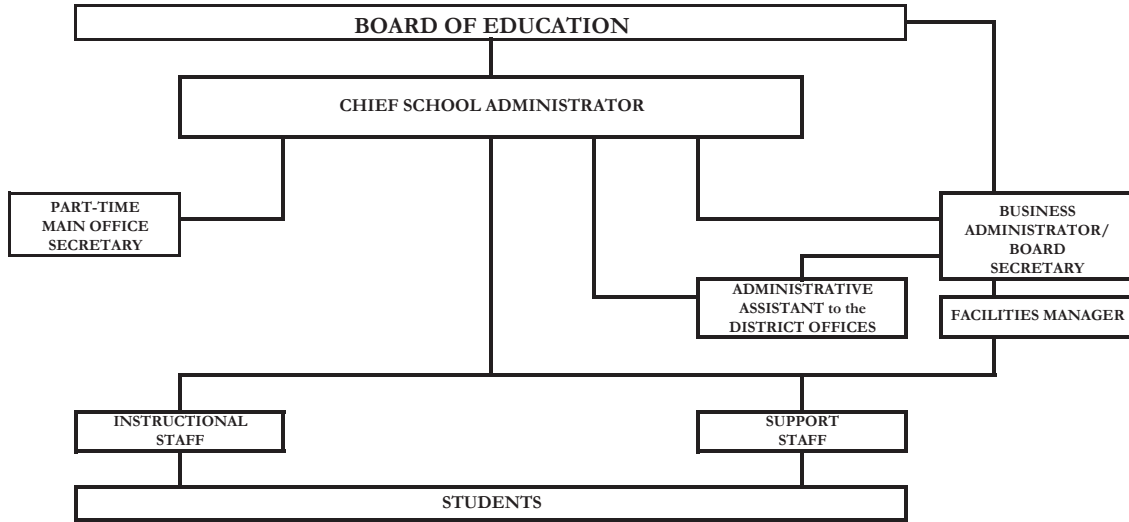 BOARD OF EDUCATION
CHIEF SCHOOL ADMINISTRATOR
PART-TIME
MAIN OFFICE
SECRETARY
BUSINESS
ADMINISTRATOR/
BOARD
SECRETARY
ADMINISTRATIVE
ASSISTANT to the
DISTRICT OFFICES
FACILITIES MANAGER
INSTRUCTIONAL
STAFF
SUPPORT
STAFF
STUDENTS